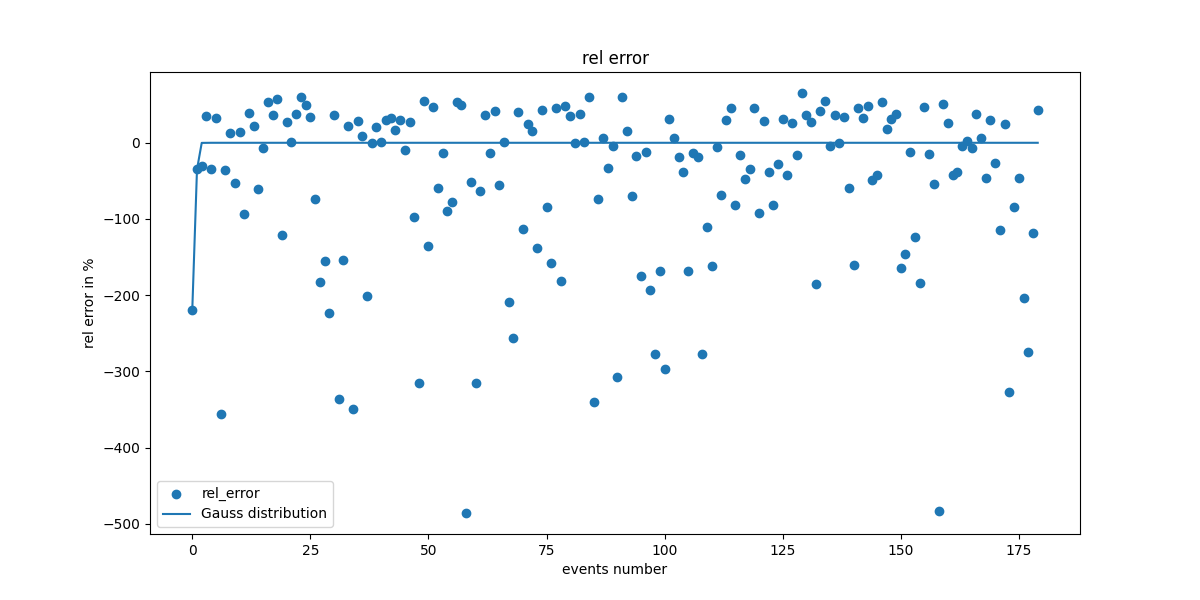 rel error
rel error in %
0
−100
−200
−300
−400
−500
rel_error
Gauss distribution
0
25
50
75
100
125
150
175
events number